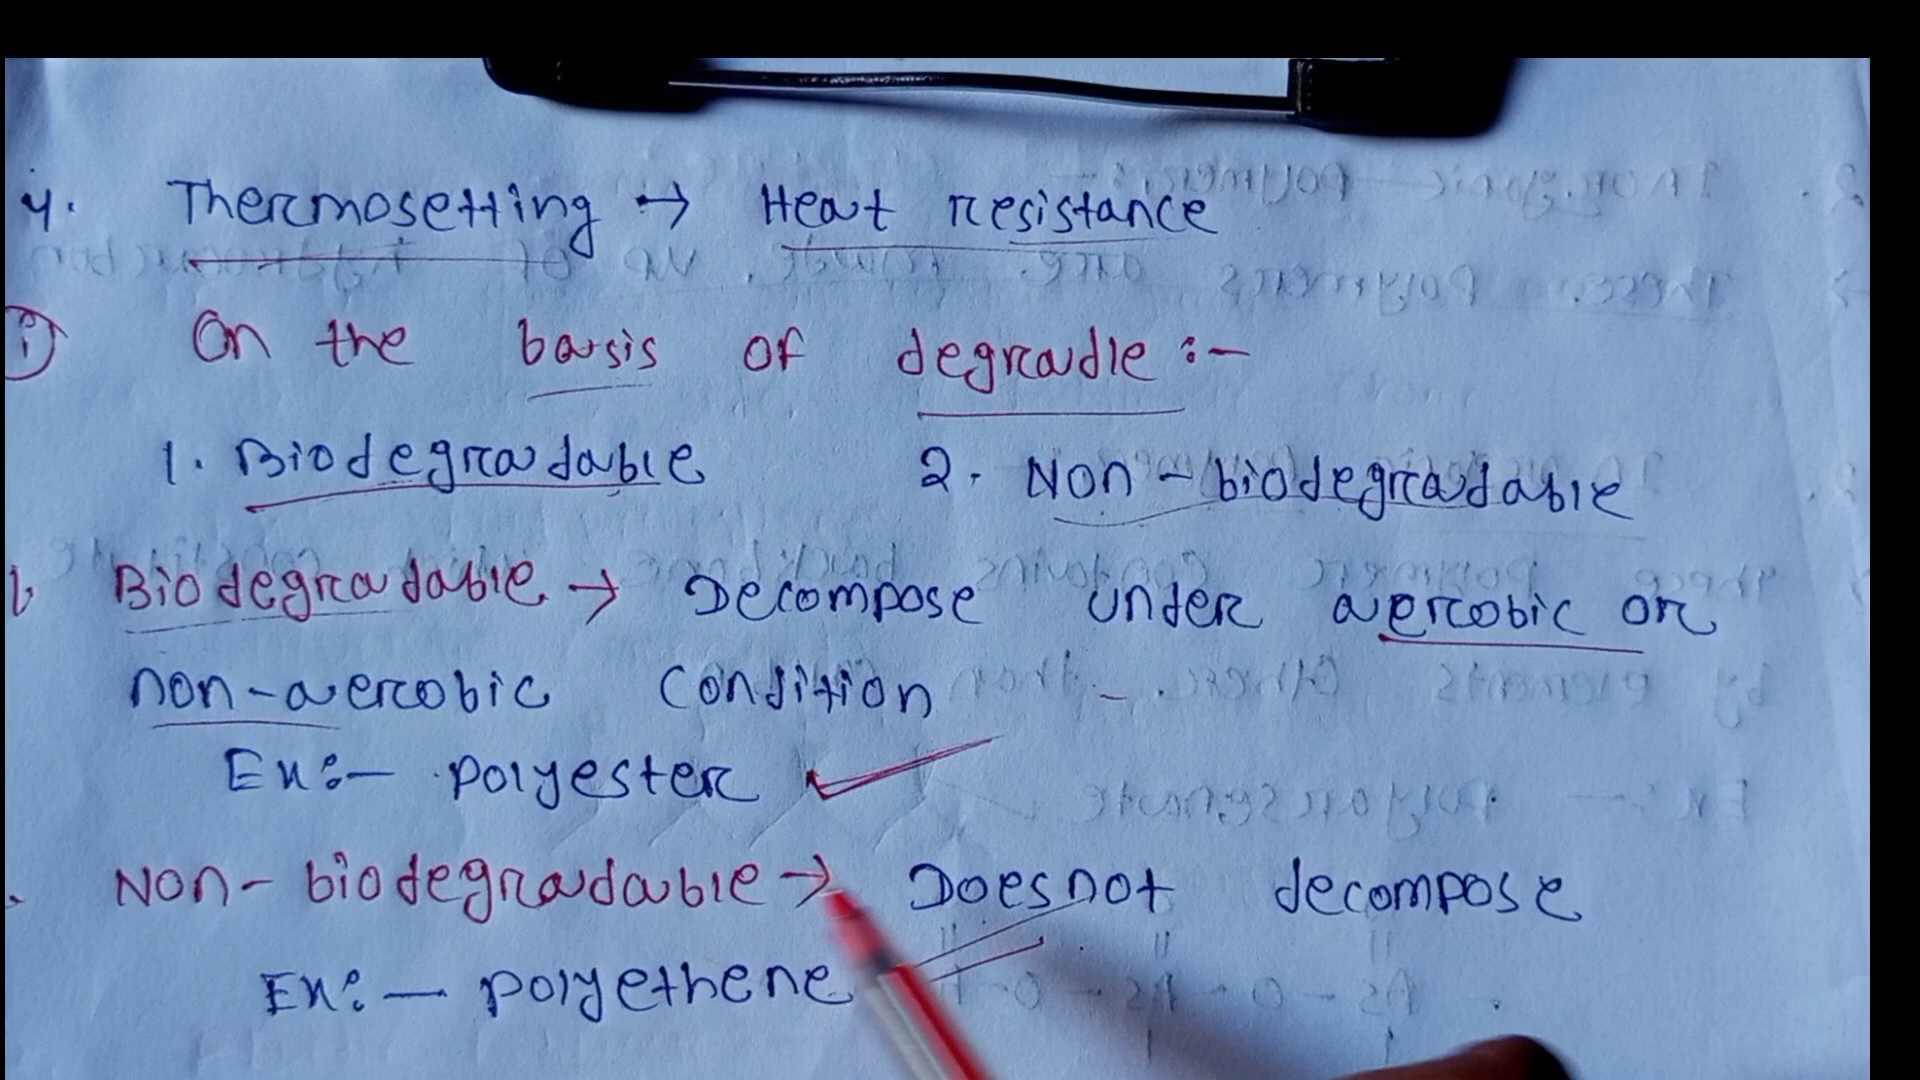 4. Thermosetting → Heat resistance
i) On the basis of degradle :-
1. Biodegradable 2. Non-biodegradable
1. Biodegradable → Decompose under aerobic or
non-aerobic condition
Ex:- polyester ✓
Non-biodegradable → Does not decompose
Ex:- polyethene